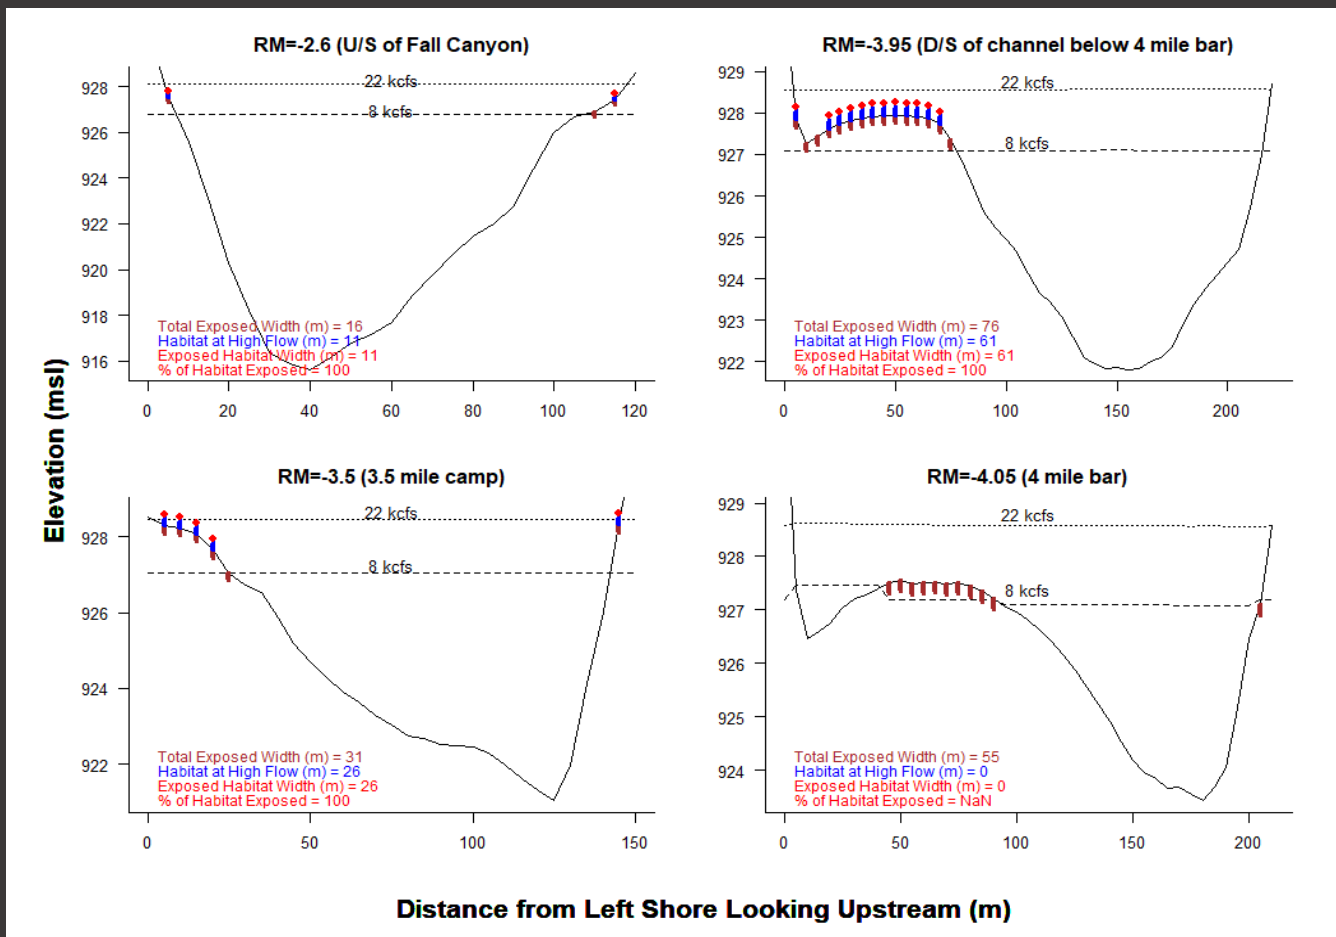 RM=-2.6 (U/S of Fall Canyon)
928
926
924
922
920
918
916
22 kcfs
8 kcfs
Total Exposed Width (m) = 16
Habitat at High Flow (m) = 11
Exposed Habitat Width (m) = 11
% of Habitat Exposed = 100
0 20 40 60 80 100 120
RM=-3.95 (D/S of channel below 4 mile bar)
929
928
927
926
925
924
923
922
22 kcfs
8 kcfs
Total Exposed Width (m) = 76
Habitat at High Flow (m) = 61
Exposed Habitat Width (m) = 61
% of Habitat Exposed = 100
0 50 100 150 200
RM=-3.5 (3.5 mile camp)
928
926
924
922
22 kcfs
8 kcfs
Total Exposed Width (m) = 31
Habitat at High Flow (m) = 26
Exposed Habitat Width (m) = 26
% of Habitat Exposed = 100
0 50 100 150
RM=-4.05 (4 mile bar)
929
928
927
926
925
924
22 kcfs
8 kcfs
Total Exposed Width (m) = 55
Habitat at High Flow (m) = 0
Exposed Habitat Width (m) = 0
% of Habitat Exposed = NaN
0 50 100 150 200
Elevation (msl)
Distance from Left Shore Looking Upstream (m)